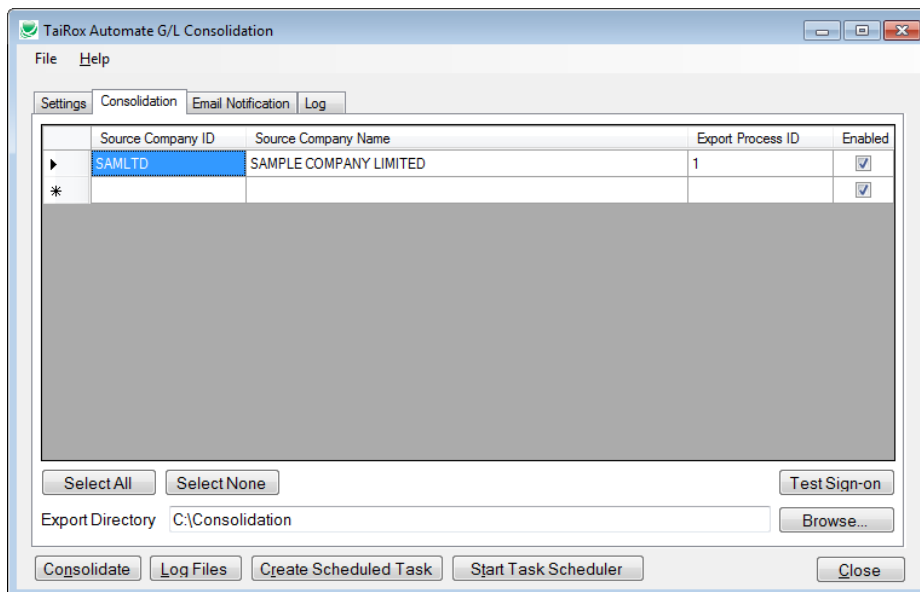 TaiRox Automate G/L Consolidation
File Help
Settings Consolidation Email Notification Log
Source Company ID Source Company Name Export Process ID Enabled
SAMLTD SAMPLE COMPANY LIMITED 1
Select All Select None Test Sign-on
Export Directory C:\Consolidation Browse...
Consolidate Log Files Create Scheduled Task Start Task Scheduler Close